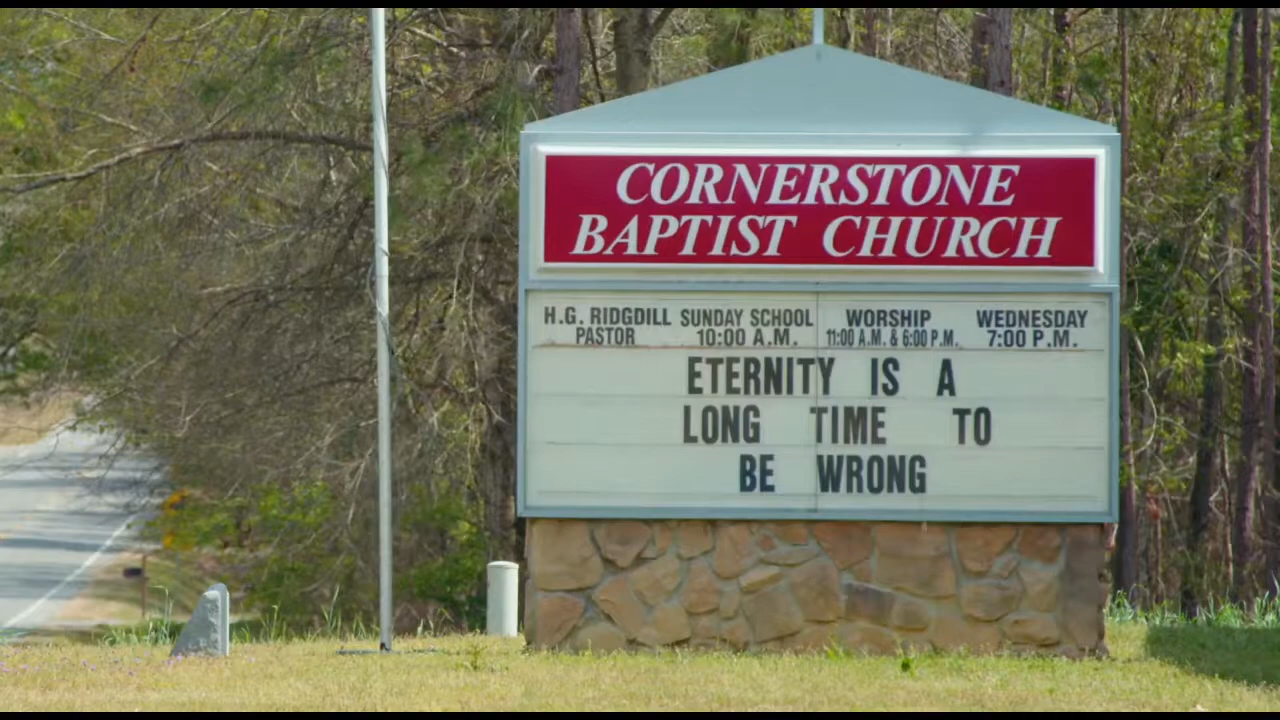 CORNERSTONE
BAPTIST CHURCH
H.G. RIDGDILL SUNDAY SCHOOL WORSHIP WEDNESDAY
PASTOR 10:00 A.M. 11:00 A.M. & 6:00 P.M. 7:00 P.M.
ETERNITY IS A
LONG TIME TO
BE WRONG